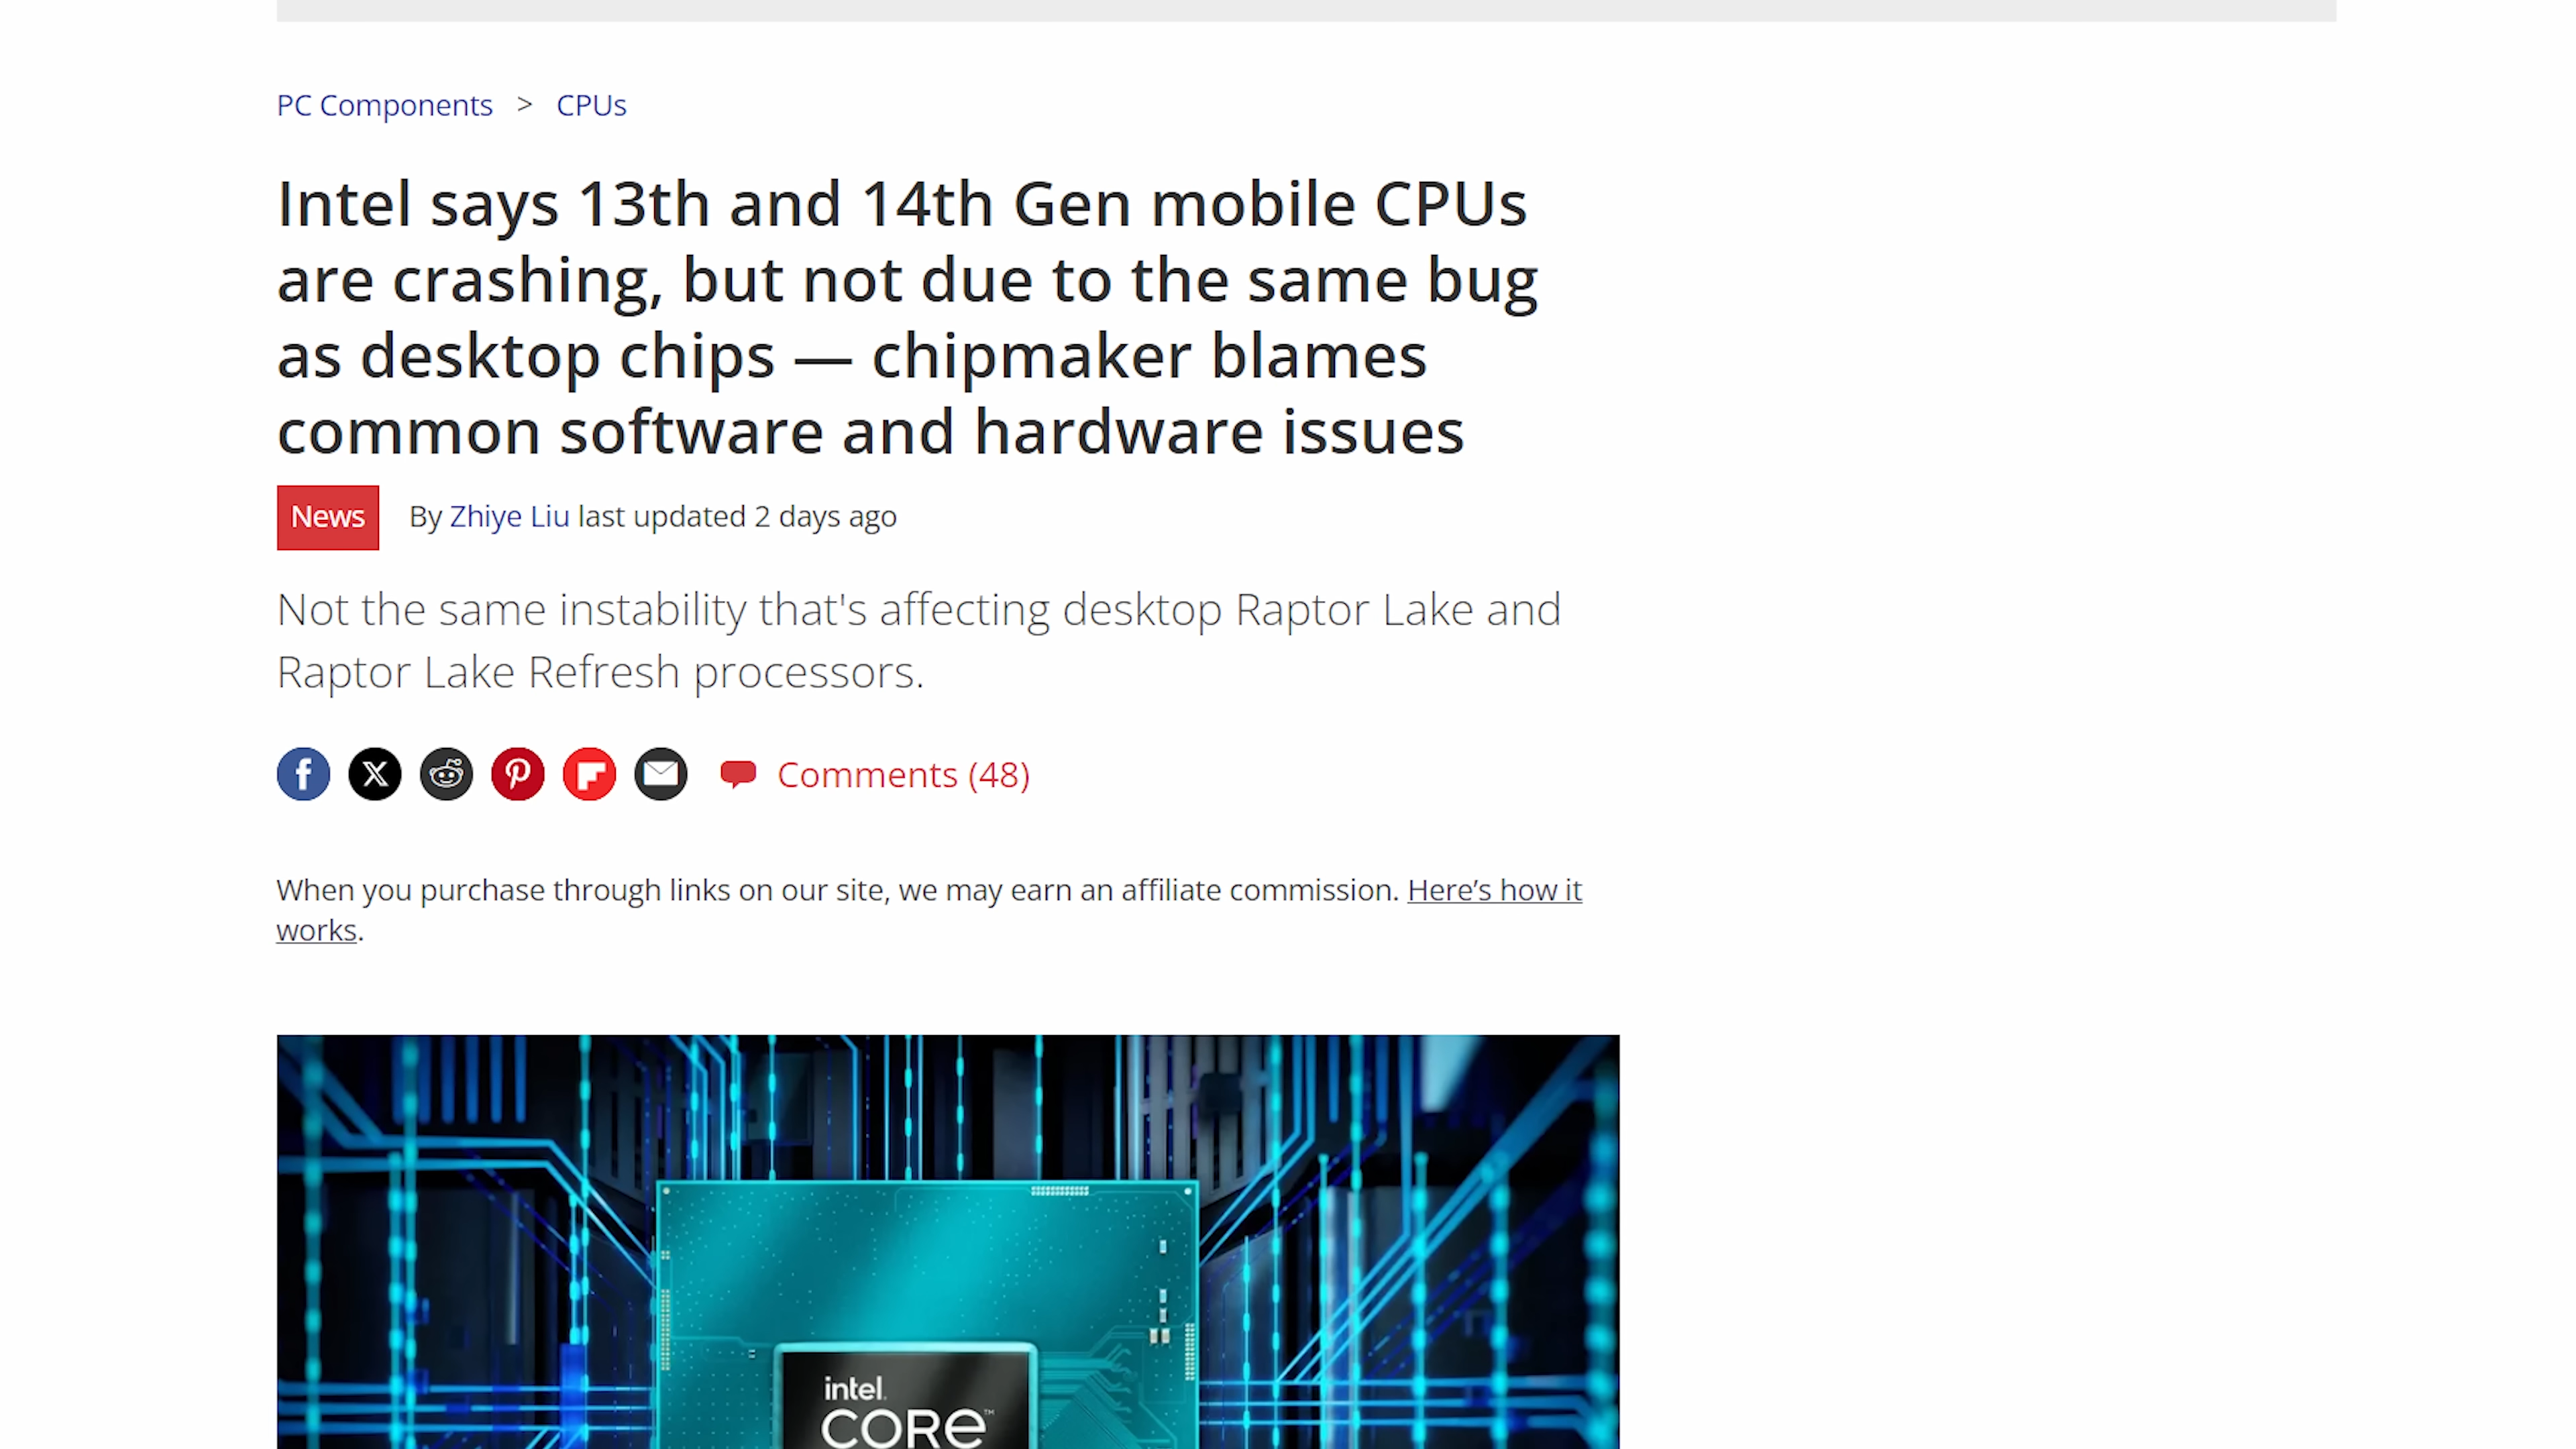 PC Components > CPUs
Intel says 13th and 14th Gen mobile CPUs
are crashing, but not due to the same bug
as desktop chips — chipmaker blames
common software and hardware issues
News By Zhiye Liu last updated 2 days ago
Not the same instability that's affecting desktop Raptor Lake and
Raptor Lake Refresh processors.
Comments (48)
When you purchase through links on our site, we may earn an affiliate commission. Here’s how it
works.
intel.
CORE™